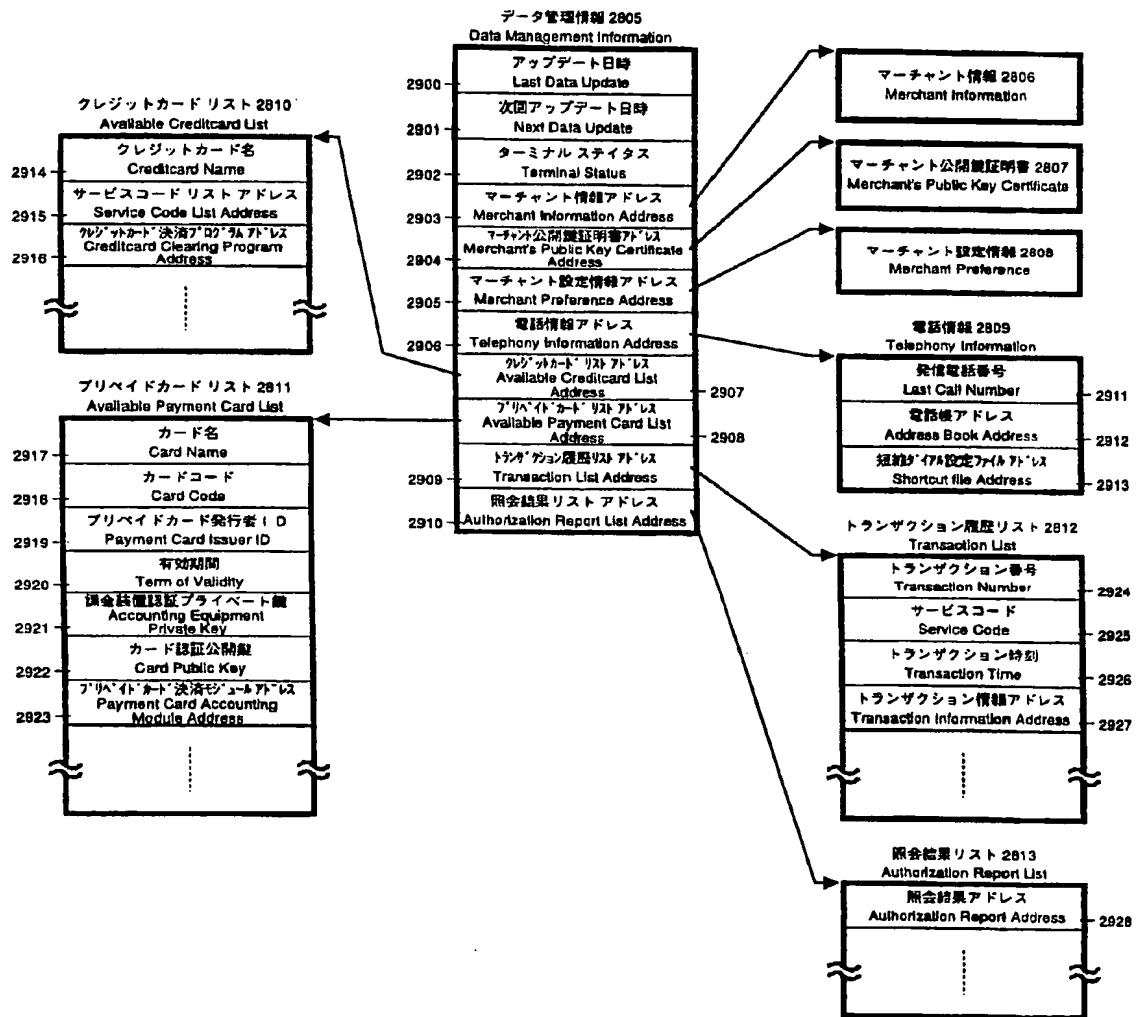 データ管理情報 2805
Data Management Information
アップデート日時
Last Data Update
2900
次回アップデート日時
Next Data Update
2901
ターミナル ステイタス
Terminal Status
2902
マーチャント情報アドレス
Merchant Information Address
2903
マーチャント公開鍵証明書アドレス
Merchant's Public Key Certificate
Address
2904
マーチャント設定情報アドレス
Merchant Preference Address
2905
電話情報アドレス
Telephony Information Address
2906
クレジットカード リスト アドレス
Available Creditcard List
Address
2907
プリペイドカード リスト アドレス
Available Payment Card List
Address
2908
トランザクション履歴リスト アドレス
Transaction List Address
2909
照会結果リスト アドレス
Authorization Report List Address
2910
クレジットカード リスト 2810
Available Creditcard List
クレジットカード名
Creditcard Name
2914
サービスコード リスト アドレス
Service Code List Address
2915
クレジットカード決済プログラム アドレス
Creditcard Clearing Program
Address
2916
プリペイドカード リスト 2811
Available Payment Card List
カード名
Card Name
2917
カードコード
Card Code
2918
プリペイドカード発行者ID
Payment Card Issuer ID
2919
有効期間
Term of Validity
2920
課金装置認証プライベート鍵
Accounting Equipment
Private Key
2921
カード認証公開鍵
Card Public Key
2922
プリペイドカード決済モジュール アドレス
Payment Card Accounting
Module Address
2923
マーチャント情報 2806
Merchant Information
マーチャント公開鍵証明書 2807
Merchant's Public Key Certificate
マーチャント設定情報 2808
Merchant Preference
電話情報 2809
Telephony Information
発信電話番号
Last Call Number
2911
電話帳アドレス
Address Book Address
2912
短縮ダイアル設定ファイル アドレス
Shortcut file Address
2913
トランザクション履歴リスト 2812
Transaction List
トランザクション番号
Transaction Number
2924
サービスコード
Service Code
2925
トランザクション時刻
Transaction Time
2926
トランザクション情報アドレス
Transaction Information Address
2927
照会結果リスト 2813
Authorization Report List
照会結果アドレス
Authorization Report Address
2928